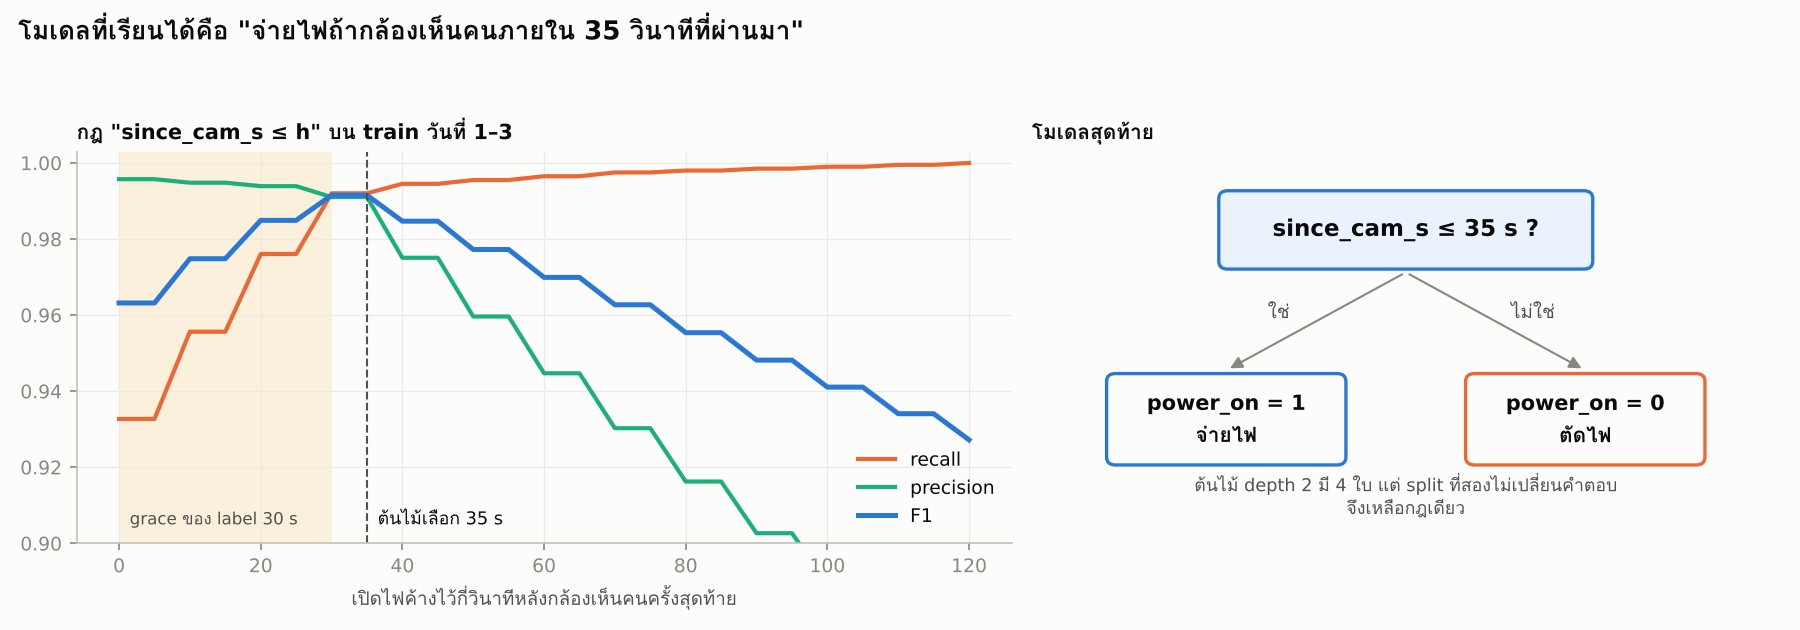 โมเดลที่เรียนได้คือ "จ่ายไฟถ้ากล้องเห็นคนภายใน 35 วินาทีที่ผ่านมา"
กฎ "since_cam_s ≤ h" บน train วันที่ 1–3
1.00
0.98
0.96
0.94
0.92
0.90
grace ของ label 30 s
ต้นไม้เลือก 35 s
recall
precision
F1
0
20
40
60
80
100
120
เปิดไฟค้างไว้กี่วินาทีหลังกล้องเห็นคนครั้งสุดท้าย
โมเดลสุดท้าย
since_cam_s ≤ 35 s ?
ใช่
ไม่ใช่
power_on = 1
จ่ายไฟ
power_on = 0
ตัดไฟ
ต้นไม้ depth 2 มี 4 ใบ แต่ split ที่สองไม่เปลี่ยนคำตอบ
จึงเหลือกฎเดียว